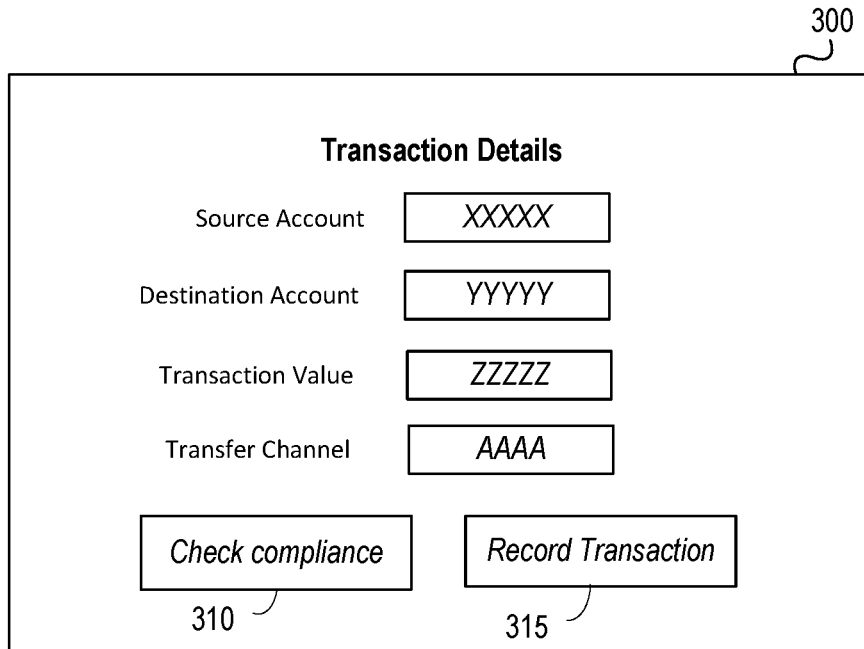 300
Transaction Details
Source Account XXXXX
Destination Account YYYYY
Transaction Value ZZZZZ
Transfer Channel AAAA
Check compliance Record Transaction
310 315